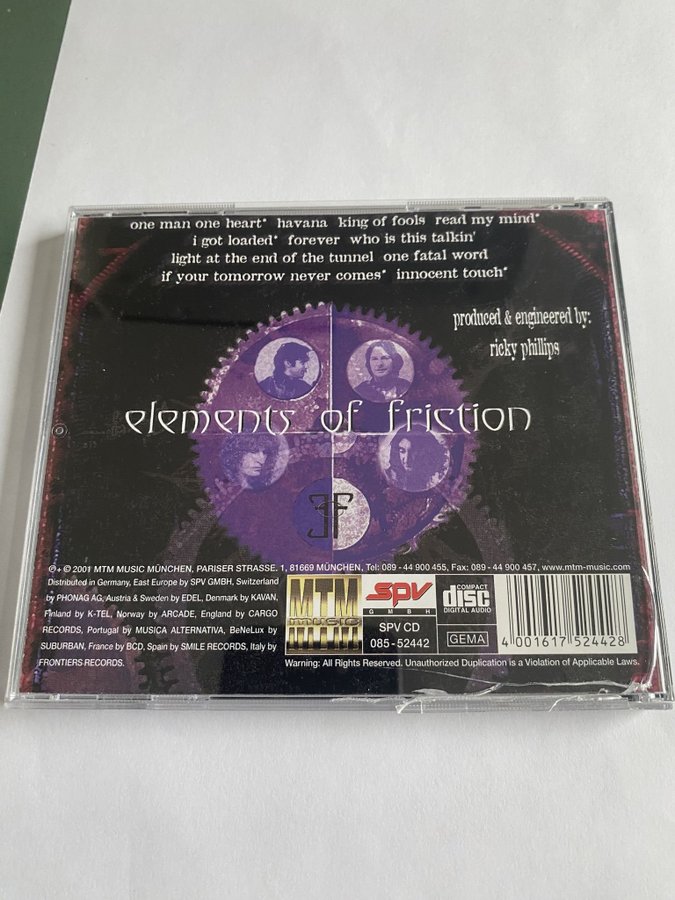 one man one heart* havana king of fools read my mind*
i got loaded* forever who is this talkin'
light at the end of the tunnel one fatal word
if your tomorrow never comes* innocent touch*
produced & engineered by:
ricky phillips
elements of friction
℗ + © 2001 MTM MUSIC MÜNCHEN, PARISER STRASSE. 1, 81669 MÜNCHEN, Tel: 089 - 44 900 455, Fax: 089 - 44 900 457, www.mtm-music.com
Distributed in Germany, East Europe by SPV GMBH, Switzerland
by PHONAG AG, Austria & Sweden by EDEL, Denmark by KAVAN,
Finland by K-TEL, Norway by ARCADE, England by CARGO
RECORDS, Portugal by MUSICA ALTERNATIVA, BeNeLux by
SUBURBAN, France by BCD, Spain by SMILE RECORDS, Italy by
FRONTIERS RECORDS.
MTM
music
SPV
GMBH
SPV CD
085-52442
COMPACT
disc
DIGITAL AUDIO
GEMA
4 001617 524428
Warning: All Rights Reserved. Unauthorized Duplication is a Violation of Applicable Laws.